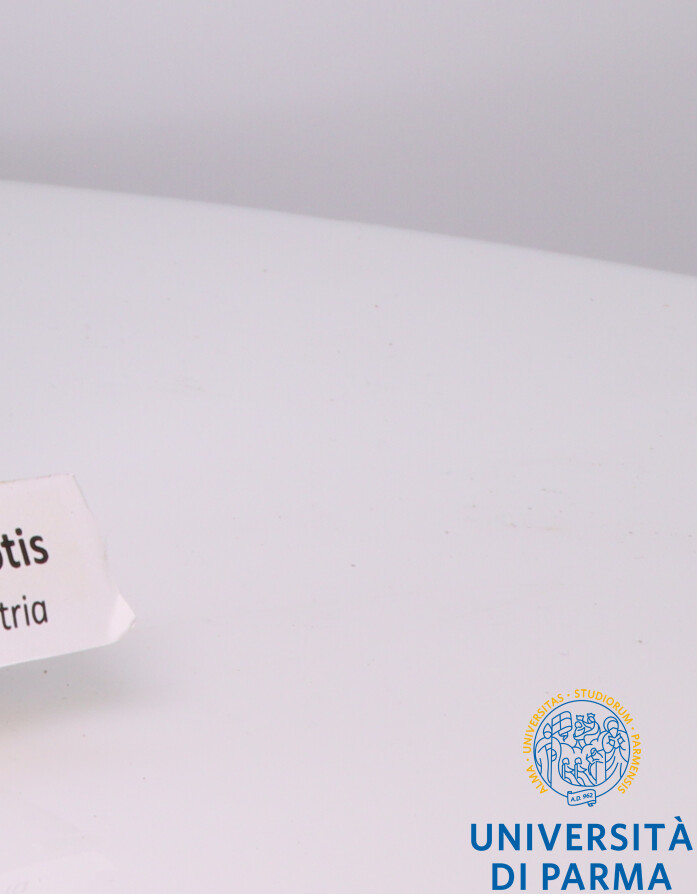 tis
tria
ALMA · UNIVERSITAS · STUDIORUM · PARMENSIS
A.D. 962
UNIVERSITÀ
DI PARMA